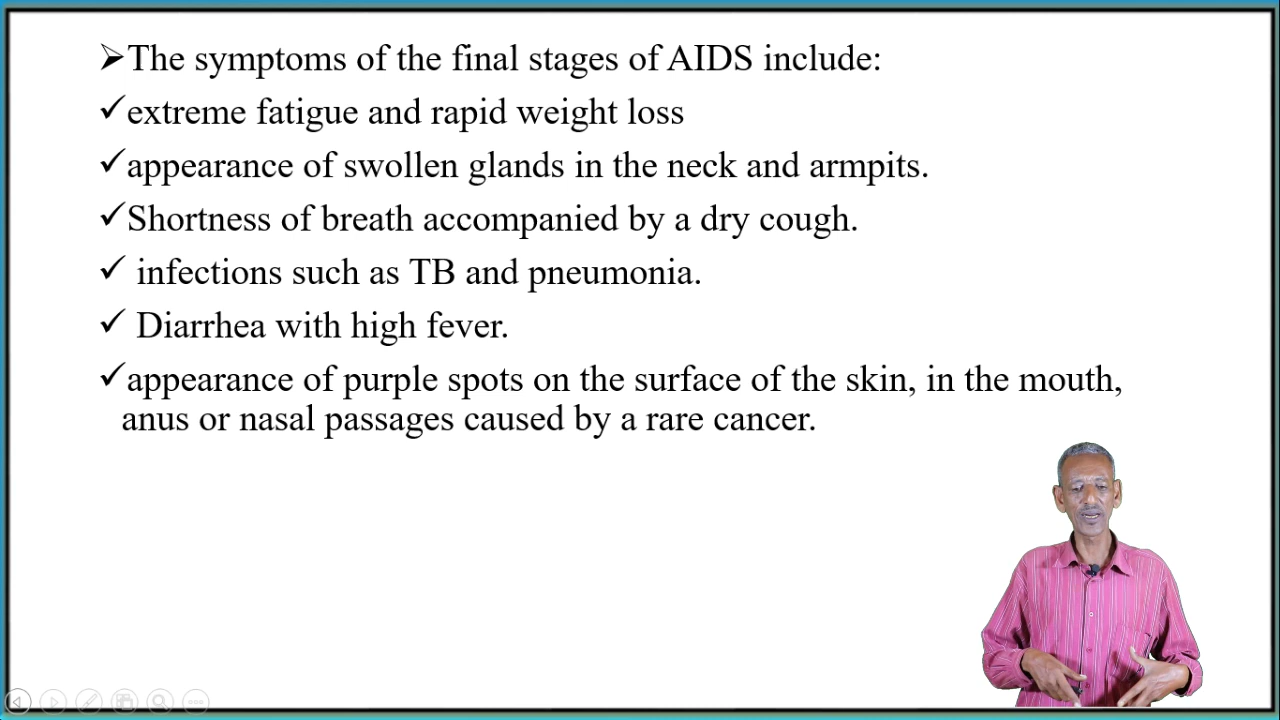 ➢The symptoms of the final stages of AIDS include:
✓extreme fatigue and rapid weight loss
✓appearance of swollen glands in the neck and armpits.
✓Shortness of breath accompanied by a dry cough.
✓ infections such as TB and pneumonia.
✓ Diarrhea with high fever.
✓appearance of purple spots on the surface of the skin, in the mouth,
anus or nasal passages caused by a rare cancer.